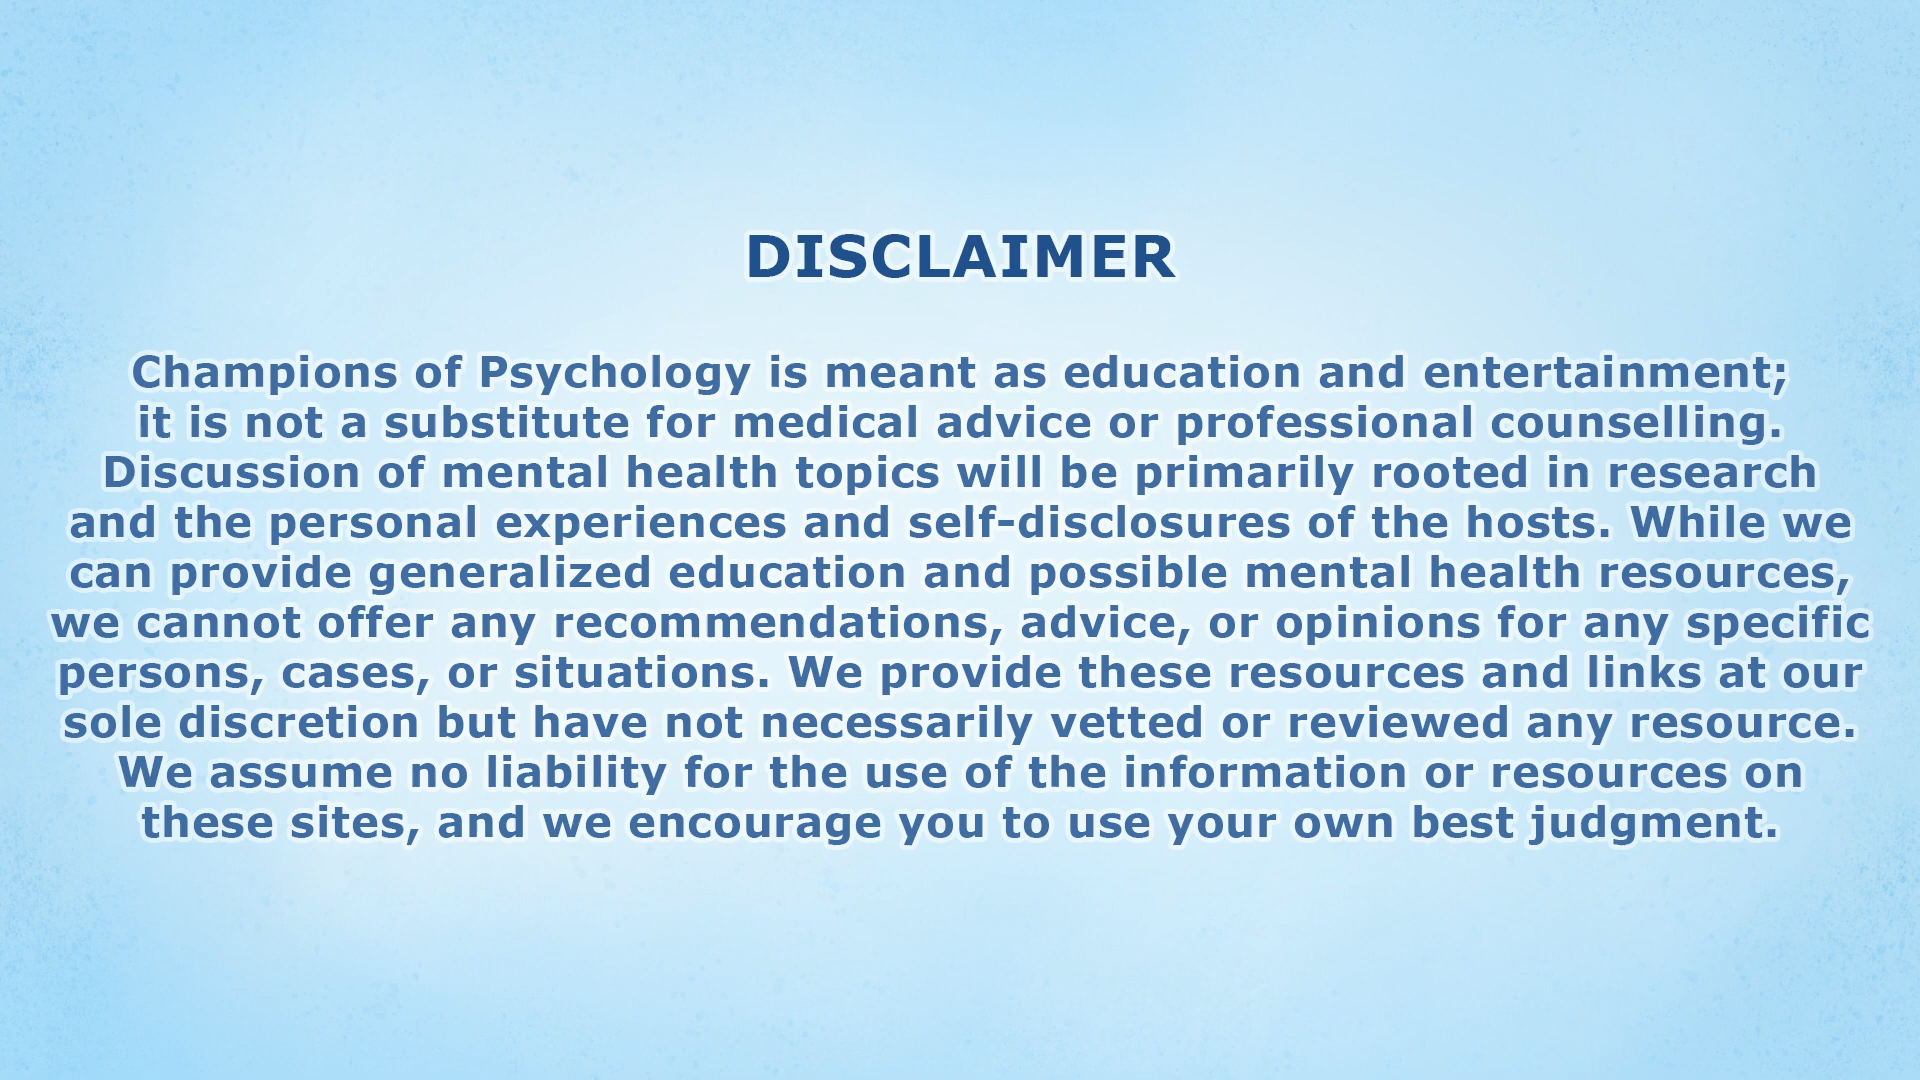 DISCLAIMER
Champions of Psychology is meant as education and entertainment;
it is not a substitute for medical advice or professional counselling.
Discussion of mental health topics will be primarily rooted in research
and the personal experiences and self-disclosures of the hosts. While we
can provide generalized education and possible mental health resources,
we cannot offer any recommendations, advice, or opinions for any specific
persons, cases, or situations. We provide these resources and links at our
sole discretion but have not necessarily vetted or reviewed any resource.
We assume no liability for the use of the information or resources on
these sites, and we encourage you to use your own best judgment.